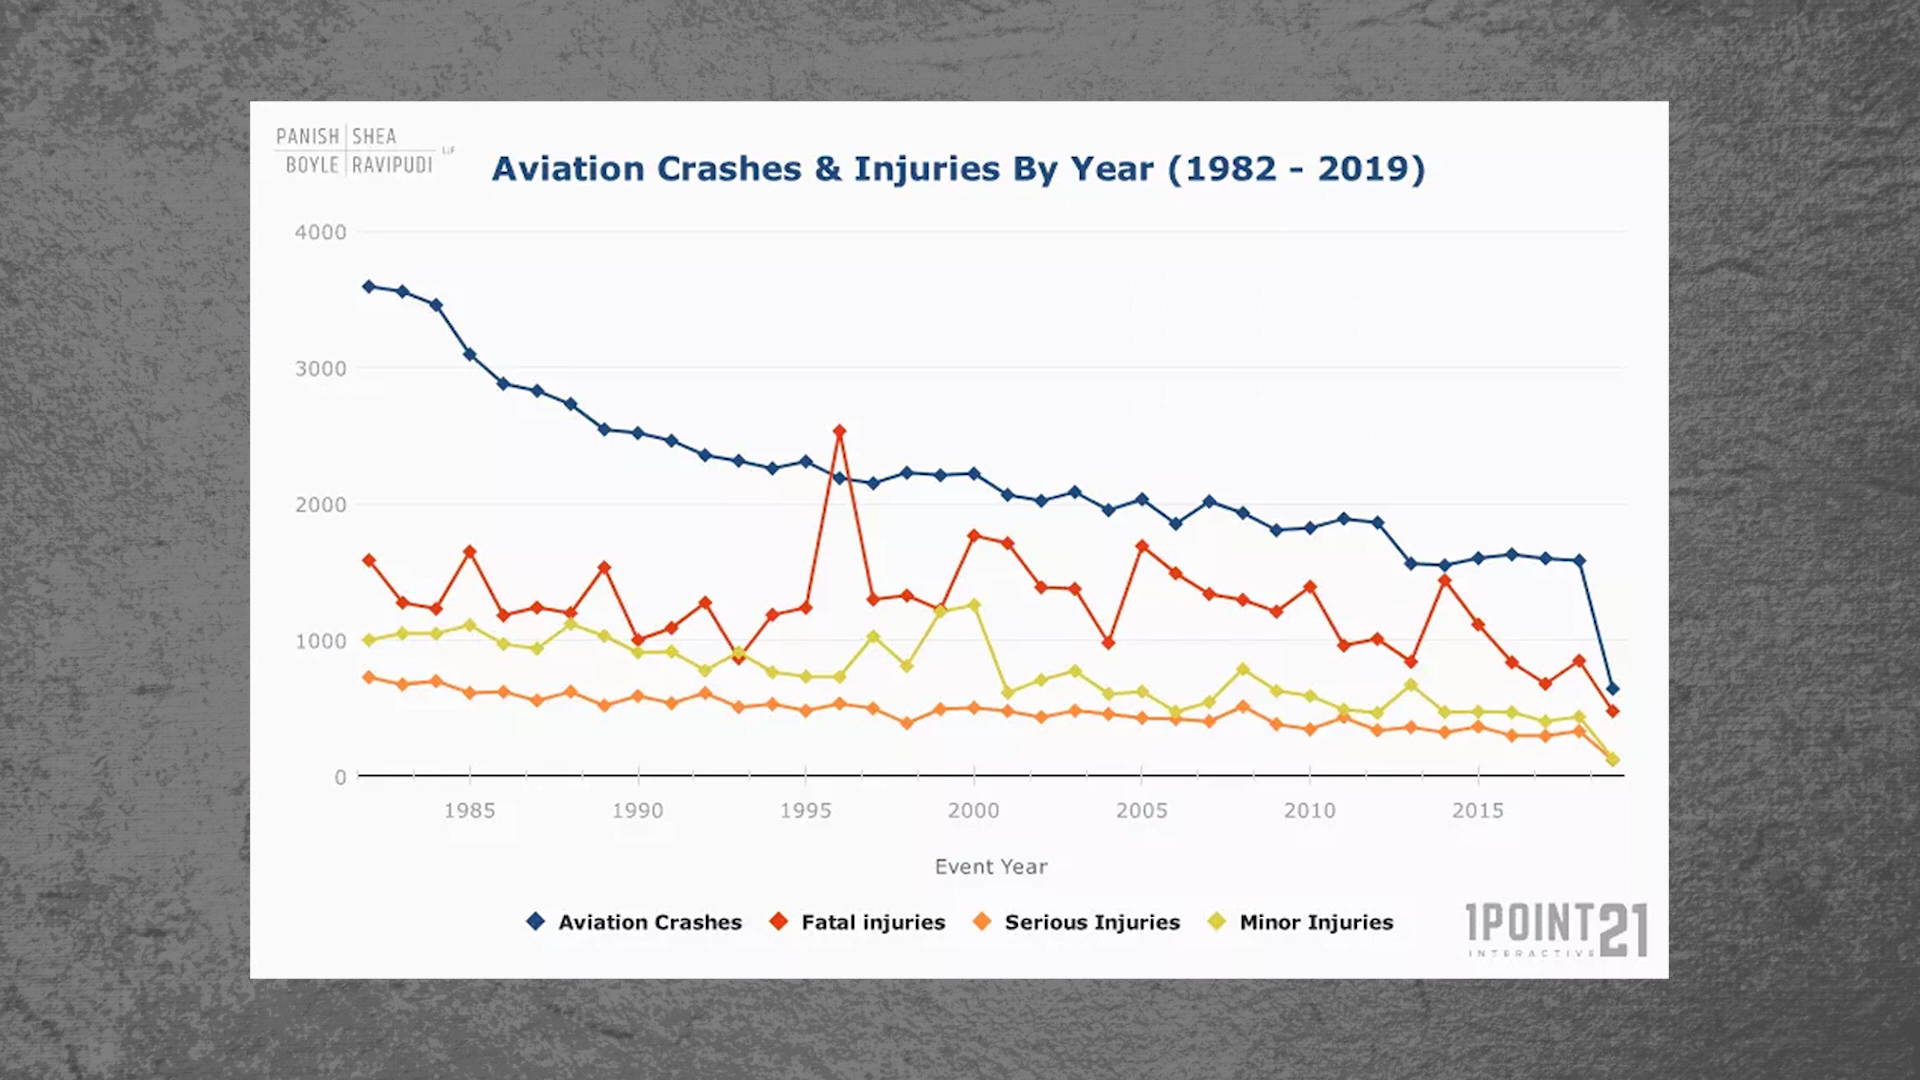 PANISH SHEA
BOYLE RAVIPUDI LLP
Aviation Crashes & Injuries By Year (1982 - 2019)
4000
3000
2000
1000
0
1985 1990 1995 2000 2005 2010 2015
Event Year
Aviation Crashes Fatal injuries Serious Injuries Minor Injuries
1POINT21
INTERACTIVE